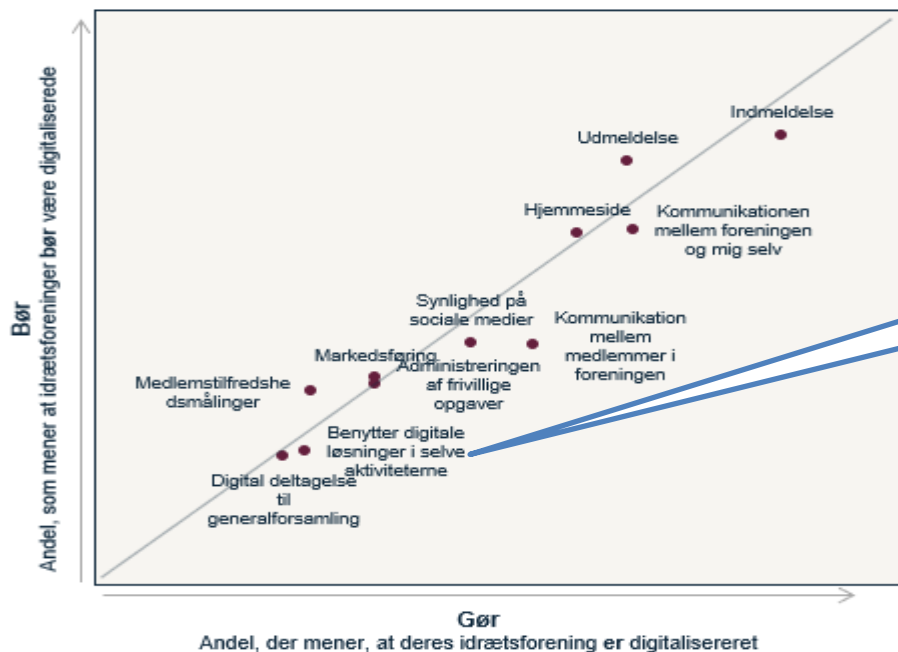 Bør
Andel, som mener at idrætsforeninger bør være digitaliserede
Indmeldelse
Udmeldelse
Hjemmeside
Kommunikationen
mellem foreningen
og mig selv
Synlighed på
sociale medier
Kommunikation
mellem
medlemmer i
foreningen
Markedsføring
Administreringen
af frivillige
opgaver
Medlemstilfredshe
dsmålinger
Benytter digitale
løsninger i selve
aktiviteterne
Digital deltagelse
til
generalforsamling
Gør
Andel, der mener, at deres idrætsforening er digitalisereret